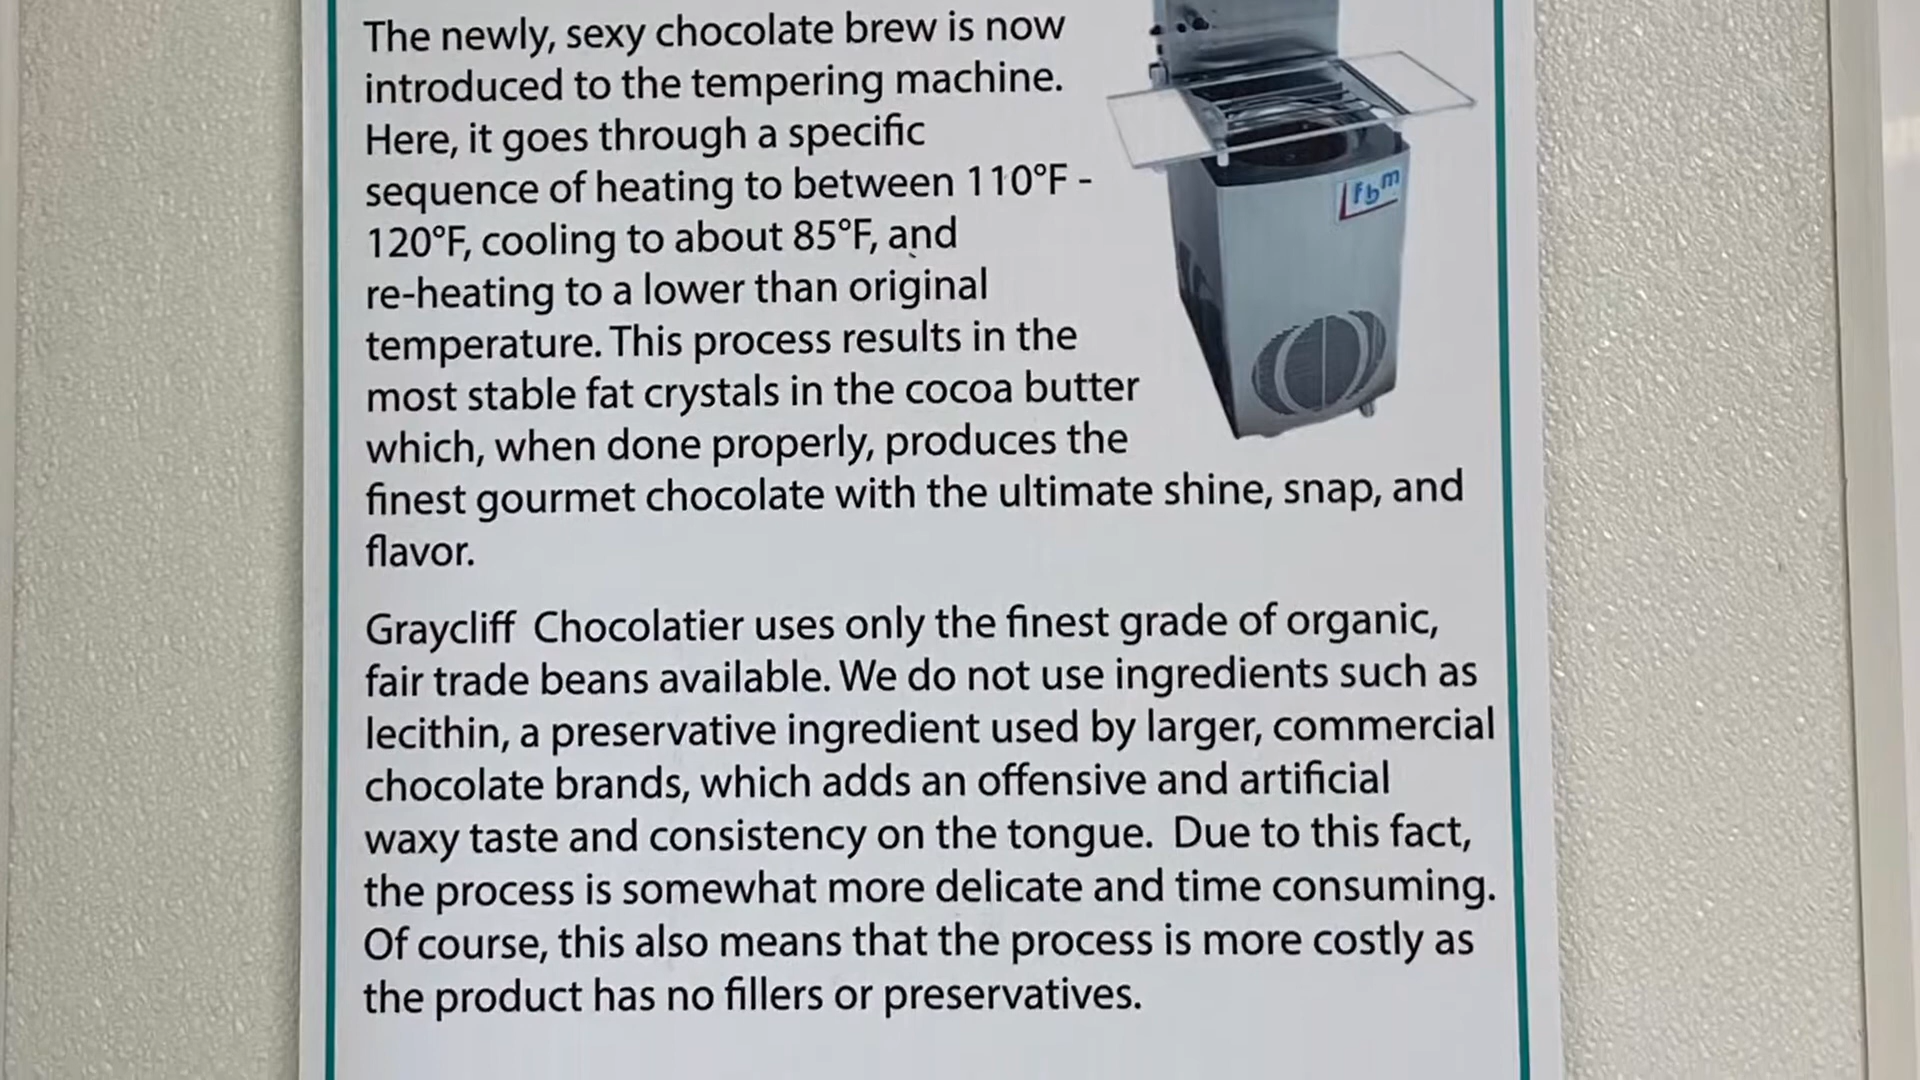 The newly, sexy chocolate brew is now
introduced to the tempering machine.
Here, it goes through a specific
sequence of heating to between 110°F -
120°F, cooling to about 85°F, and
re-heating to a lower than original
temperature. This process results in the
most stable fat crystals in the cocoa butter
which, when done properly, produces the
finest gourmet chocolate with the ultimate shine, snap, and
flavor.
fbm
Graycliff Chocolatier uses only the finest grade of organic,
fair trade beans available. We do not use ingredients such as
lecithin, a preservative ingredient used by larger, commercial
chocolate brands, which adds an offensive and artificial
waxy taste and consistency on the tongue. Due to this fact,
the process is somewhat more delicate and time consuming.
Of course, this also means that the process is more costly as
the product has no fillers or preservatives.